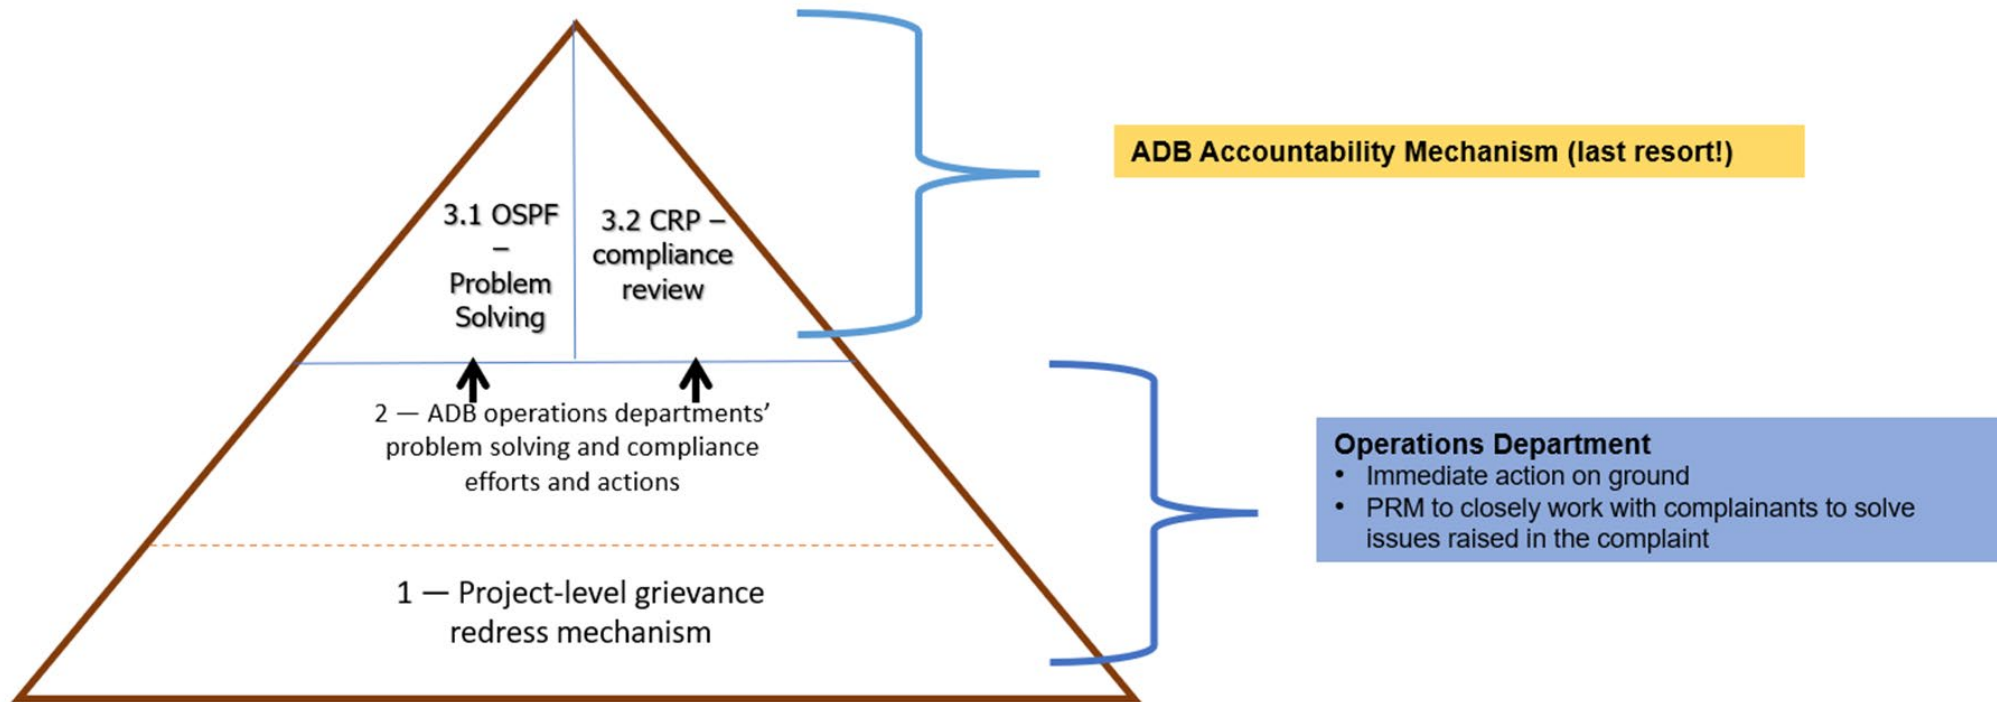 ADB Accountability Mechanism (last resort!)
3.1 OSPF
–
Problem
Solving
3.2 CRP –
compliance
review
2 — ADB operations departments’
problem solving and compliance
efforts and actions
Operations Department
• Immediate action on ground
• PRM to closely work with complainants to solve
issues raised in the complaint
1 — Project-level grievance
redress mechanism